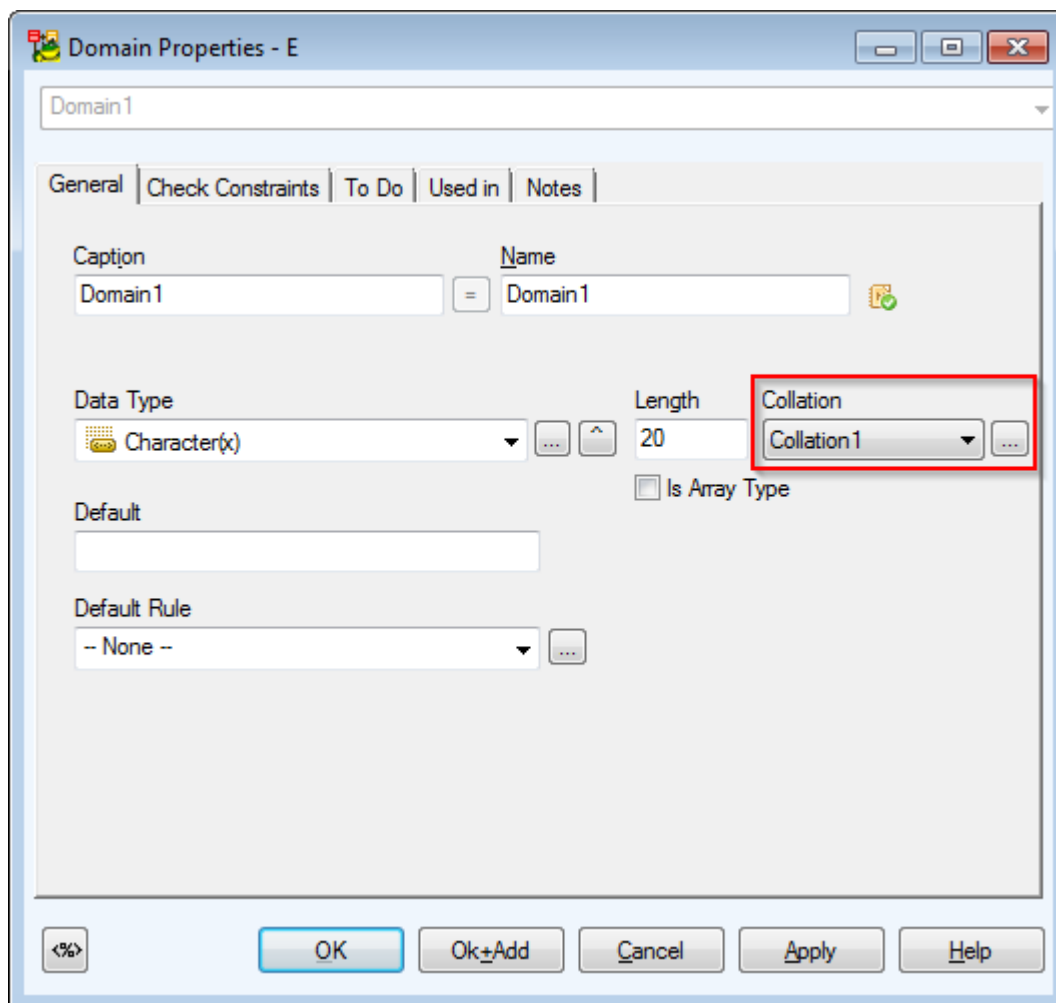 Domain Properties - E
Domain1
General Check Constraints To Do Used in Notes
Caption Name
Domain1 = Domain1
Data Type Length Collation
Character(x) ... ^ 20 Collation1 ...
Is Array Type
Default
Default Rule
-- None -- ...
<%> OK Ok+Add Cancel Apply Help